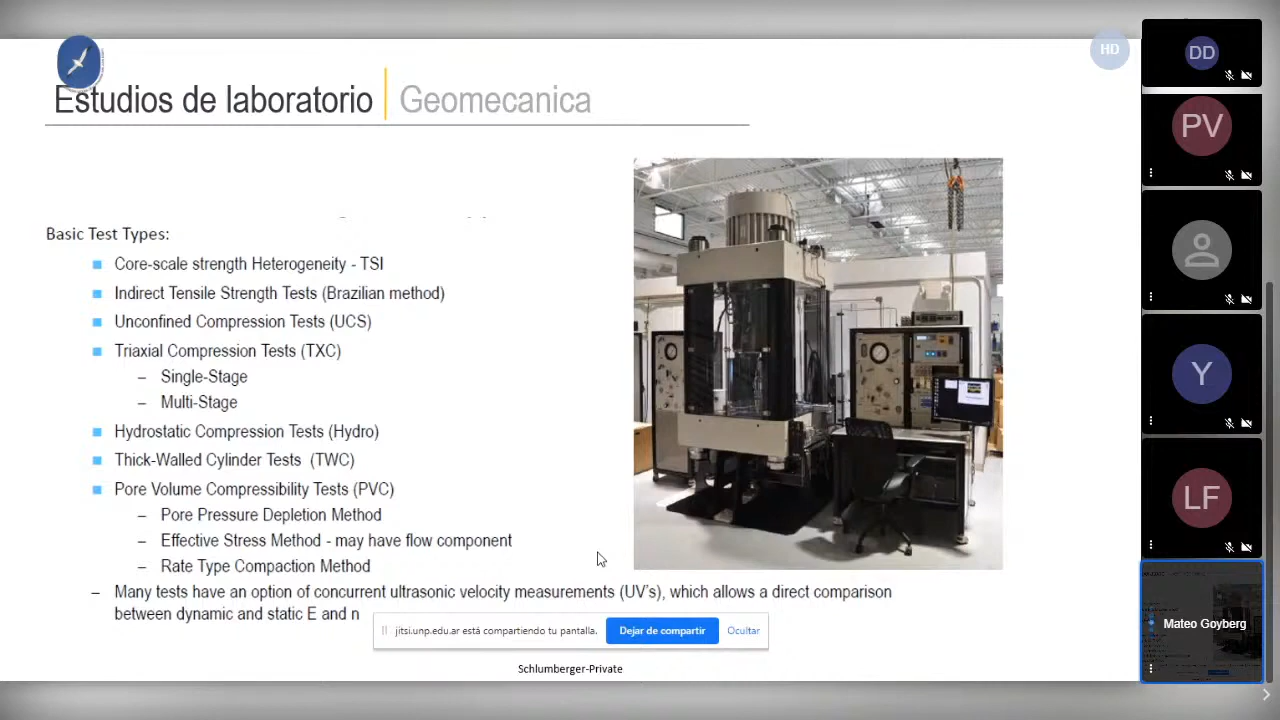 Estudios de laboratorio
Geomecanica
Basic Test Types:
Core-scale strength Heterogeneity - TSI
Indirect Tensile Strength Tests (Brazilian method)
Unconfined Compression Tests (UCS)
Triaxial Compression Tests (TXC)
– Single-Stage
– Multi-Stage
Hydrostatic Compression Tests (Hydro)
Thick-Walled Cylinder Tests (TWC)
Pore Volume Compressibility Tests (PVC)
– Pore Pressure Depletion Method
– Effective Stress Method - may have flow component
– Rate Type Compaction Method
– Many tests have an option of concurrent ultrasonic velocity measurements (UV's), which allows a direct comparison
between dynamic and static E and n
jitsi.unp.edu.ar está compartiendo tu pantalla.
Dejar de compartir
Ocultar
Schlumberger-Private
HD
DD
PV
Y
LF
Mateo Goyberg